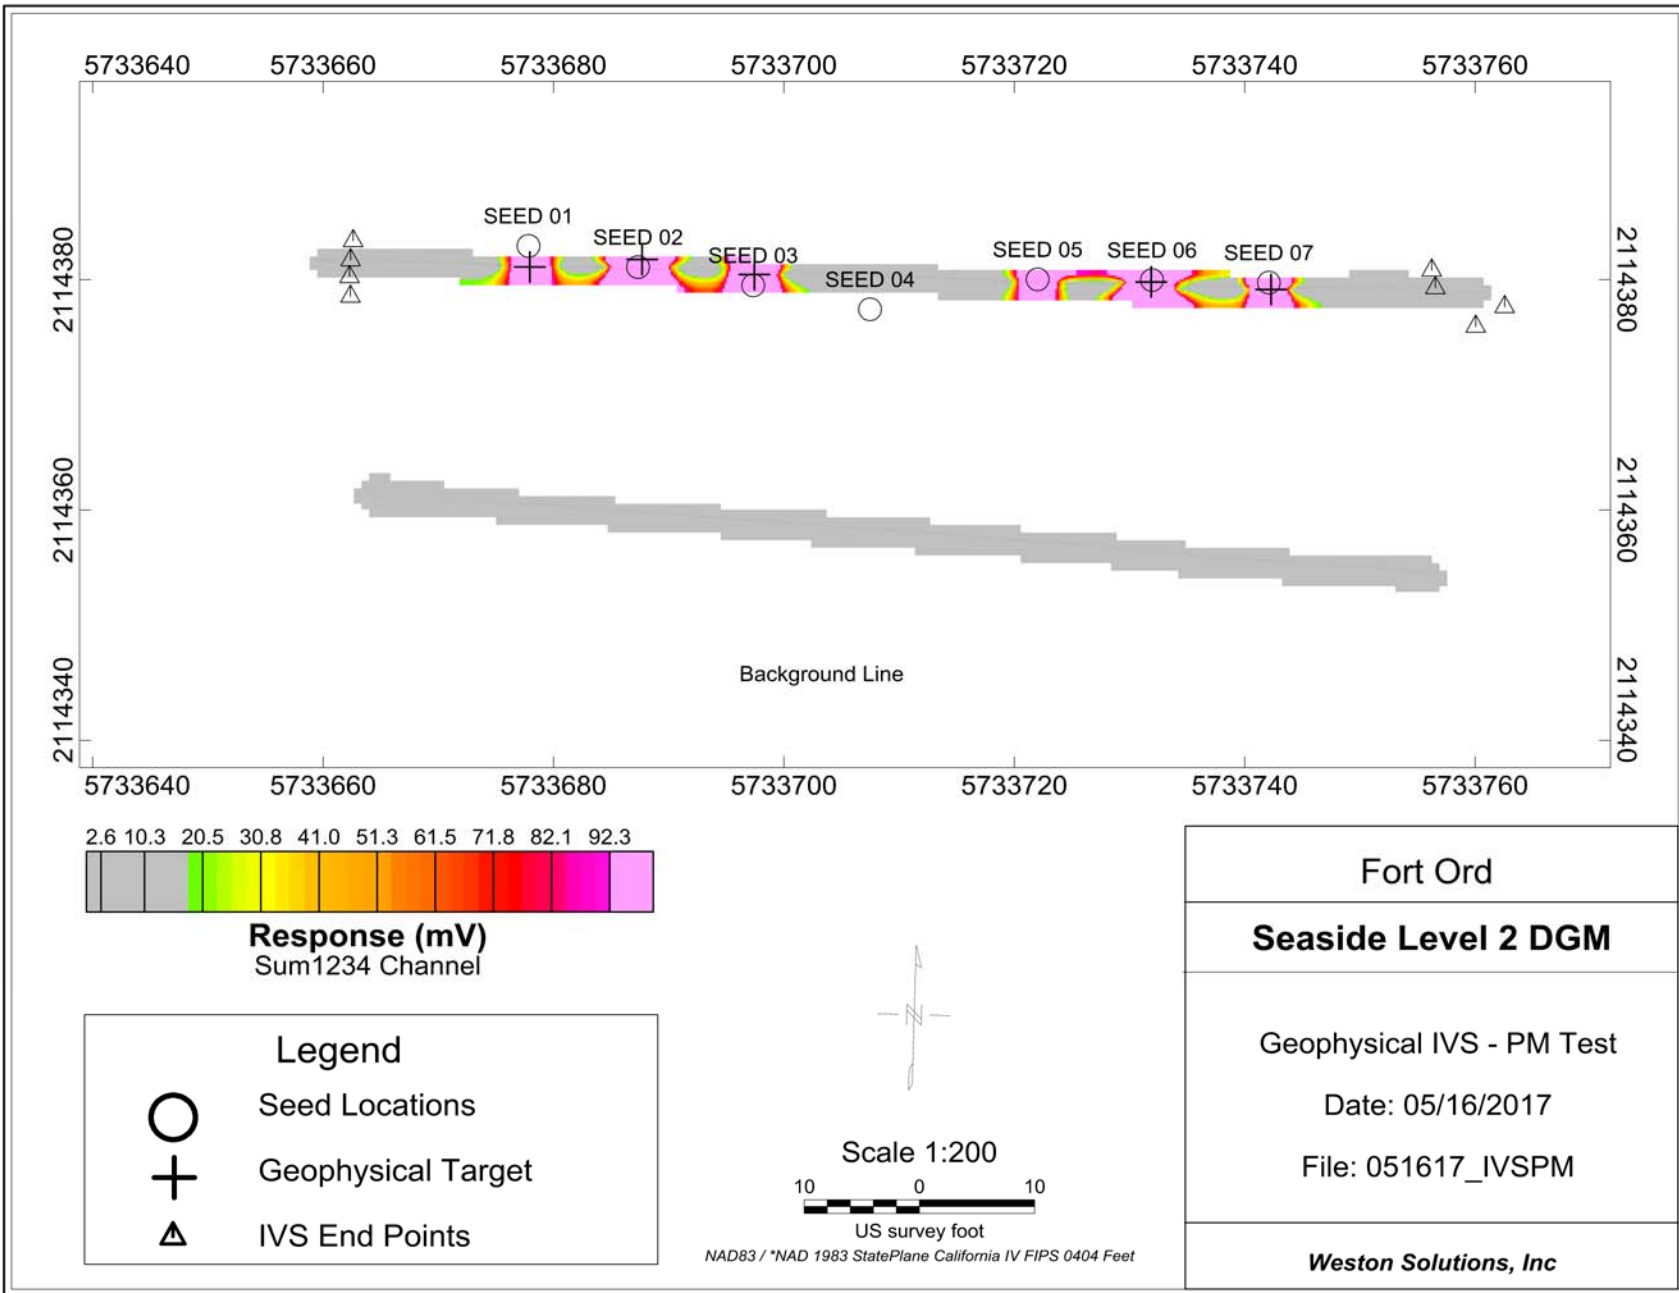 5733640 5733660 5733680 5733700 5733720 5733740 5733760
2114380
2114360
2114340
SEED 01
SEED 02
SEED 03
SEED 04
SEED 05
SEED 06
SEED 07
Background Line
2114380
2114360
2114340
5733640 5733660 5733680 5733700 5733720 5733740 5733760
2.6 10.3 20.5 30.8 41.0 51.3 61.5 71.8 82.1 92.3
Response (mV)
Sum1234 Channel
Legend
Seed Locations
Geophysical Target
IVS End Points
N
Scale 1:200
10 0 10
US survey foot
NAD83 / *NAD 1983 StatePlane California IV FIPS 0404 Feet
Fort Ord
Seaside Level 2 DGM
Geophysical IVS - PM Test
Date: 05/16/2017
File: 051617_IVSPM
Weston Solutions, Inc